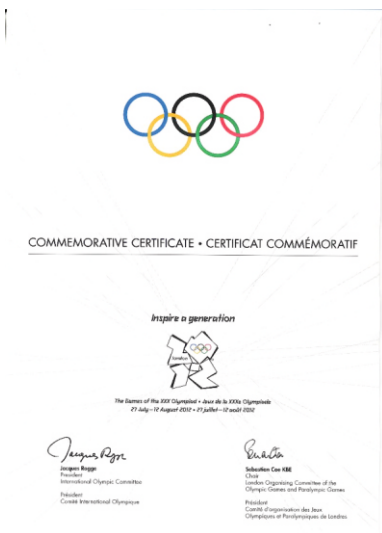 COMMEMORATIVE CERTIFICATE • CERTIFICAT COMMÉMORATIF
Inspire a generation
london
The Games of the XXX Olympiad • Jeux de la XXXe Olympiade
27 July – 12 August 2012 • 27 juillet – 12 août 2012
Jacques Rogge
President
International Olympic Committee
Président
Comité International Olympique
Sebastian Coe KBE
Chair
London Organising Committee of the
Olympic Games and Paralympic Games
Président
Comité d'organisation des Jeux
Olympiques et Paralympiques de Londres